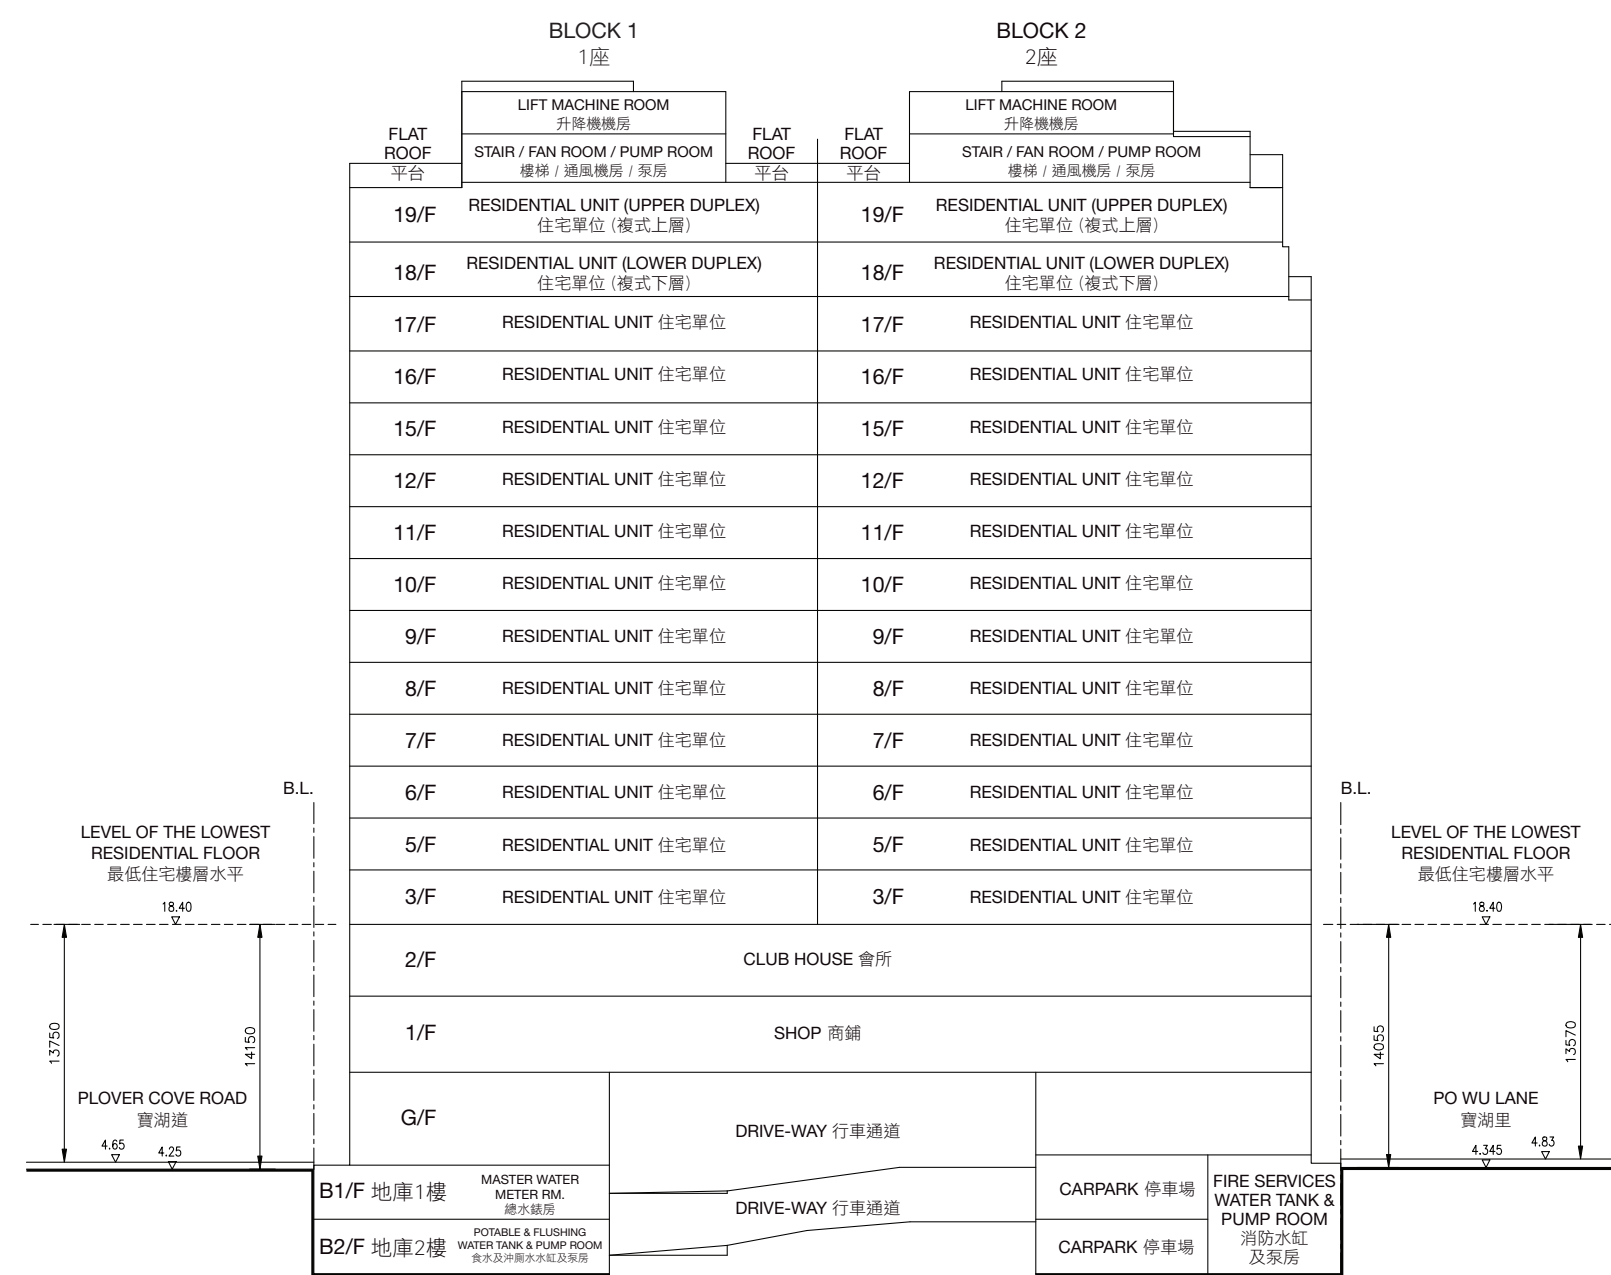 BLOCK 1
1座
BLOCK 2
2座
LIFT MACHINE ROOM
升降機機房
LIFT MACHINE ROOM
升降機機房
FLAT
ROOF
平台
STAIR / FAN ROOM / PUMP ROOM
樓梯 / 通風機房 / 泵房
FLAT
ROOF
平台
FLAT
ROOF
平台
STAIR / FAN ROOM / PUMP ROOM
樓梯 / 通風機房 / 泵房
19/F
RESIDENTIAL UNIT (UPPER DUPLEX)
住宅單位 (複式上層)
19/F
RESIDENTIAL UNIT (UPPER DUPLEX)
住宅單位 (複式上層)
18/F
RESIDENTIAL UNIT (LOWER DUPLEX)
住宅單位 (複式下層)
18/F
RESIDENTIAL UNIT (LOWER DUPLEX)
住宅單位 (複式下層)
17/F RESIDENTIAL UNIT 住宅單位
17/F RESIDENTIAL UNIT 住宅單位
16/F RESIDENTIAL UNIT 住宅單位
16/F RESIDENTIAL UNIT 住宅單位
15/F RESIDENTIAL UNIT 住宅單位
15/F RESIDENTIAL UNIT 住宅單位
12/F RESIDENTIAL UNIT 住宅單位
12/F RESIDENTIAL UNIT 住宅單位
11/F RESIDENTIAL UNIT 住宅單位
11/F RESIDENTIAL UNIT 住宅單位
10/F RESIDENTIAL UNIT 住宅單位
10/F RESIDENTIAL UNIT 住宅單位
9/F RESIDENTIAL UNIT 住宅單位
9/F RESIDENTIAL UNIT 住宅單位
8/F RESIDENTIAL UNIT 住宅單位
8/F RESIDENTIAL UNIT 住宅單位
7/F RESIDENTIAL UNIT 住宅單位
7/F RESIDENTIAL UNIT 住宅單位
6/F RESIDENTIAL UNIT 住宅單位
6/F RESIDENTIAL UNIT 住宅單位
5/F RESIDENTIAL UNIT 住宅單位
5/F RESIDENTIAL UNIT 住宅單位
3/F RESIDENTIAL UNIT 住宅單位
3/F RESIDENTIAL UNIT 住宅單位
2/F CLUB HOUSE 會所
1/F SHOP 商鋪
G/F
DRIVE-WAY 行車通道
B1/F 地庫1樓
MASTER WATER
METER RM.
總水錶房
DRIVE-WAY 行車通道
CARPARK 停車場
B2/F 地庫2樓
POTABLE & FLUSHING
WATER TANK & PUMP ROOM
食水及沖厠水水缸及泵房
CARPARK 停車場
FIRE SERVICES
WATER TANK &
PUMP ROOM
消防水缸
及泵房
B.L.
LEVEL OF THE LOWEST
RESIDENTIAL FLOOR
最低住宅樓層水平
18.40
13750
14150
PLOVER COVE ROAD
寶湖道
4.65
4.25
B.L.
LEVEL OF THE LOWEST
RESIDENTIAL FLOOR
最低住宅樓層水平
18.40
14055
13570
PO WU LANE
寶湖里
4.345
4.83